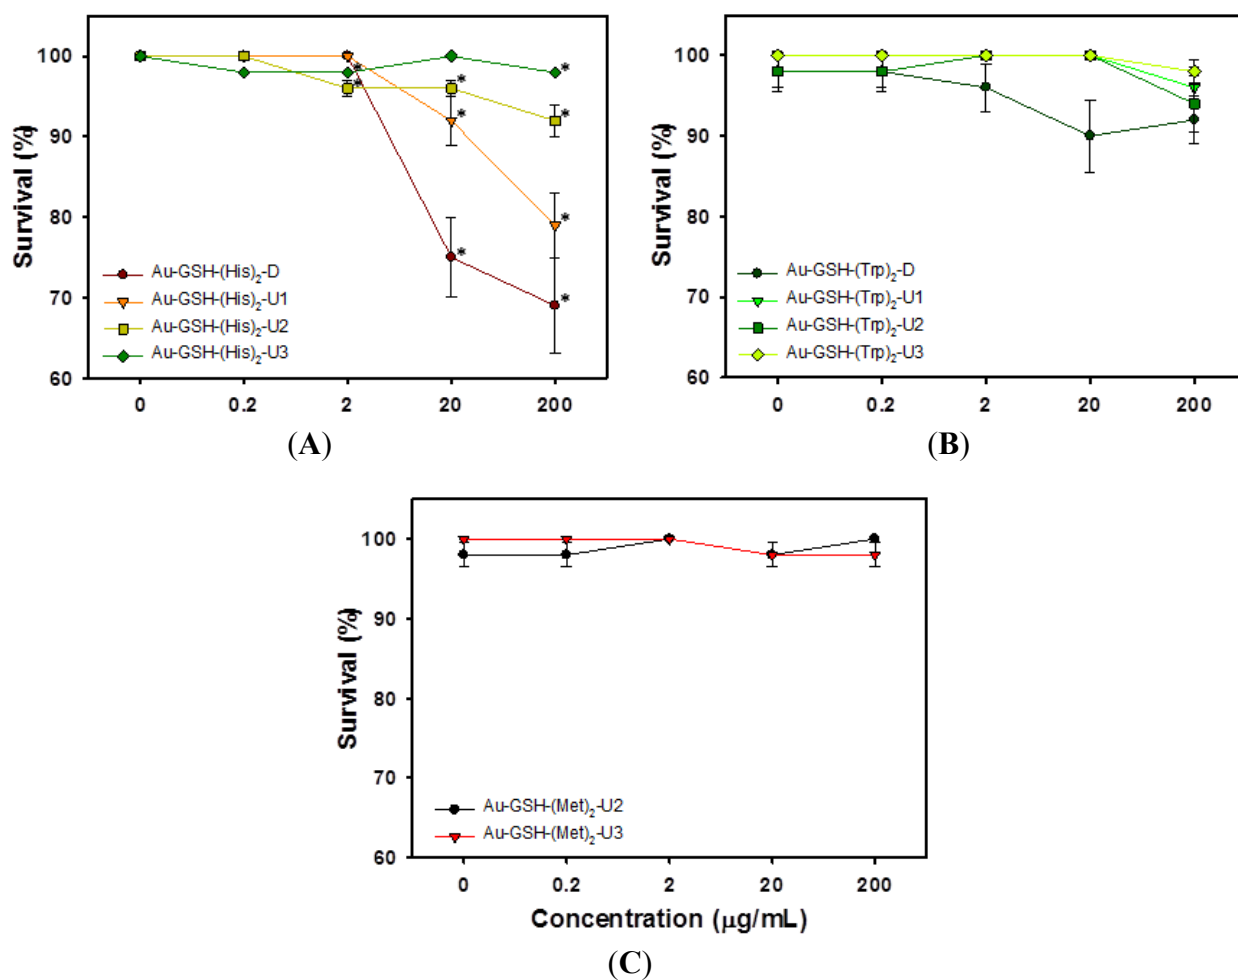 100
90
80
70
60
Survival (%)
Au-GSH-(His)2-D
Au-GSH-(His)2-U1
Au-GSH-(His)2-U2
Au-GSH-(His)2-U3
* * * * * * * * *
0 0.2 2 20 200
(A)
100
90
80
70
60
Survival (%)
Au-GSH-(Trp)2-D
Au-GSH-(Trp)2-U1
Au-GSH-(Trp)2-U2
Au-GSH-(Trp)2-U3
0 0.2 2 20 200
(B)
100
90
80
70
60
Survival (%)
Au-GSH-(Met)2-U2
Au-GSH-(Met)2-U3
0 0.2 2 20 200
Concentration (μg/mL)
(C)